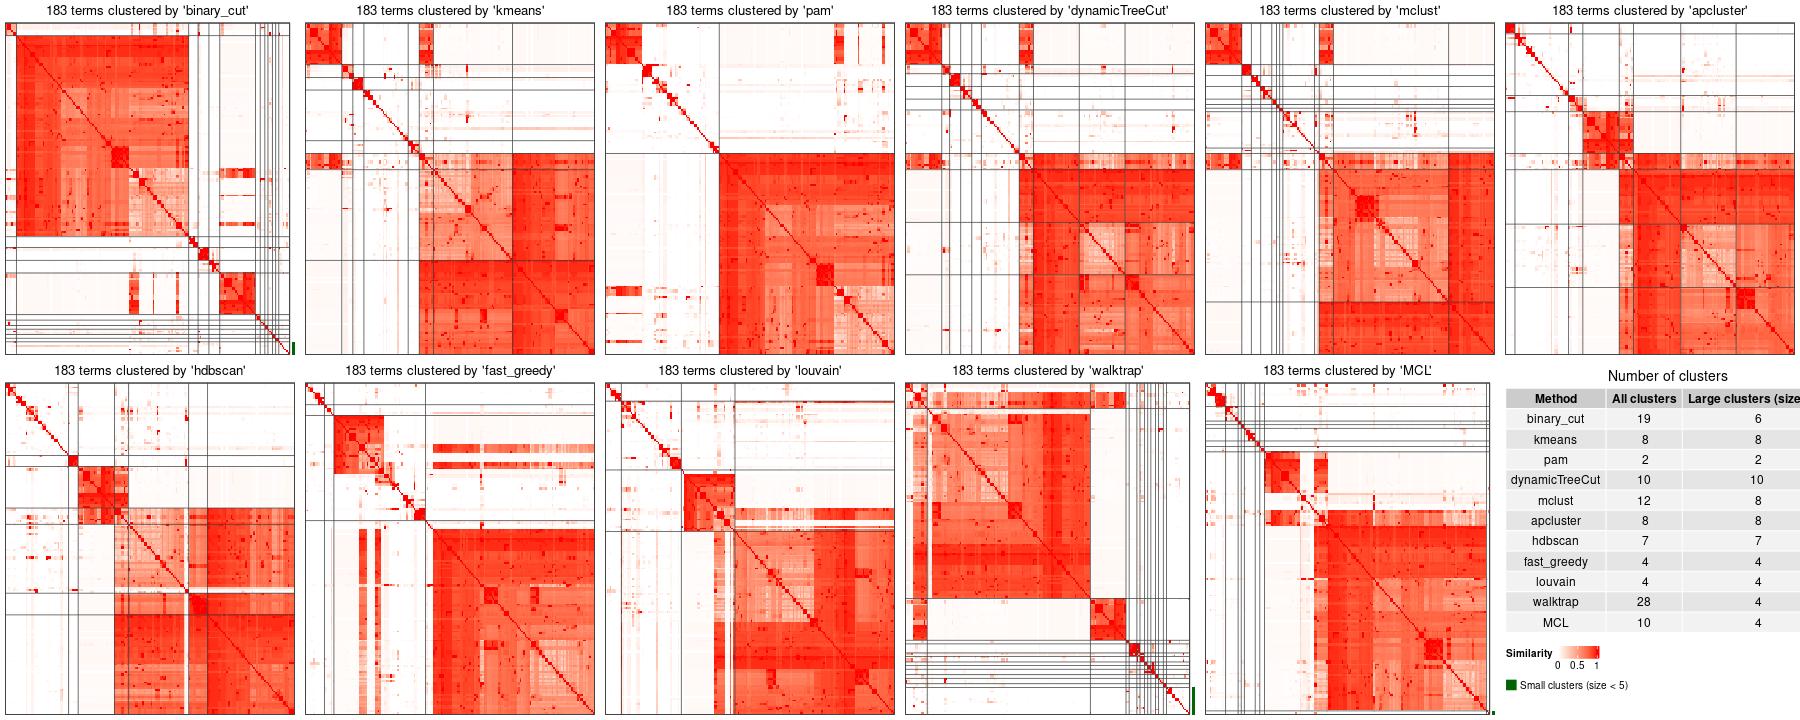 183 terms clustered by 'binary_cut'
183 terms clustered by 'kmeans'
183 terms clustered by 'pam'
183 terms clustered by 'dynamicTreeCut'
183 terms clustered by 'mclust'
183 terms clustered by 'apcluster'
183 terms clustered by 'hdbscan'
183 terms clustered by 'fast_greedy'
183 terms clustered by 'louvain'
183 terms clustered by 'walktrap'
183 terms clustered by 'MCL'
Number of clusters
Method All clusters Large clusters (size
binary_cut 19 6
kmeans 8 8
pam 2 2
dynamicTreeCut 10 10
mclust 12 8
apcluster 8 8
hdbscan 7 7
fast_greedy 4 4
louvain 4 4
walktrap 28 4
MCL 10 4
Similarity
0 0.5 1
Small clusters (size < 5)